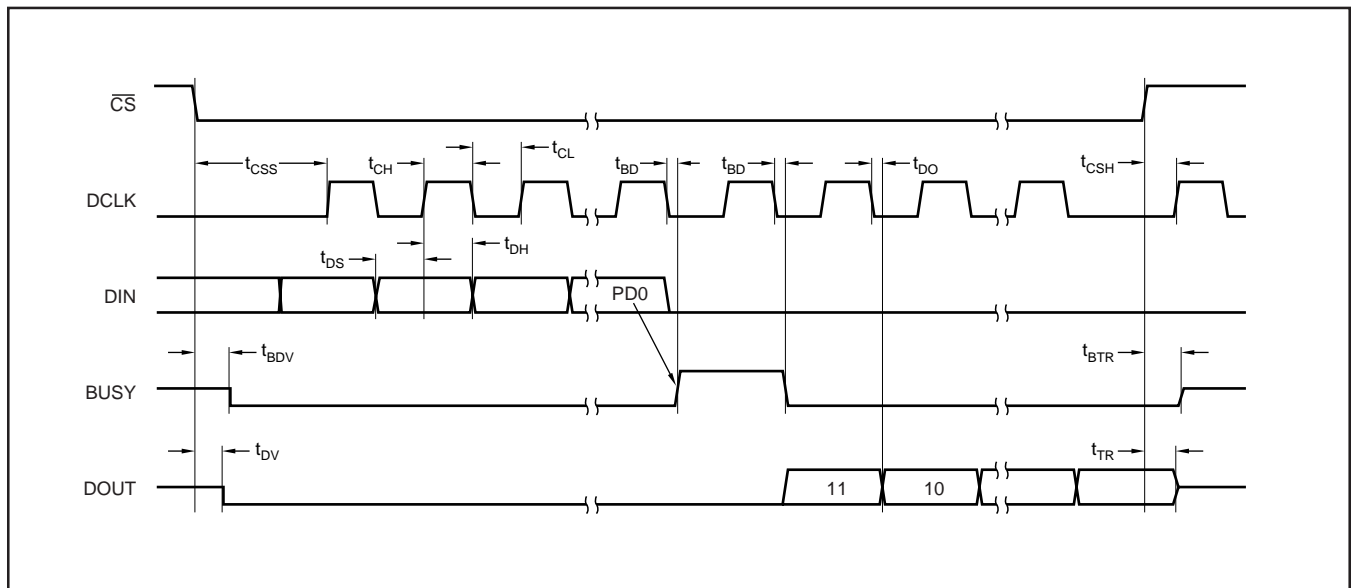 CS
tCSS
tCH
tCL
tBD
tBD
tDO
tCSH
DCLK
tDS
tDH
DIN
PD0
tBDV
tBTR
BUSY
tDV
tTR
DOUT
11
10